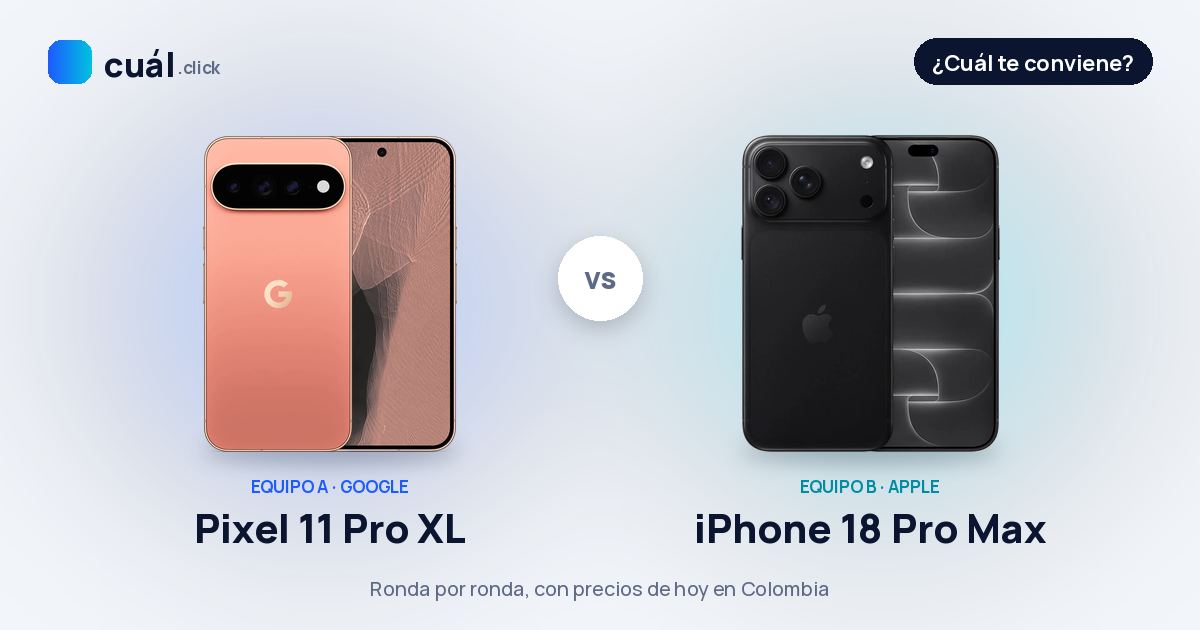 cuál.click
¿Cuál te conviene?
VS
EQUIPO A · GOOGLE
Pixel 11 Pro XL
EQUIPO B · APPLE
iPhone 18 Pro Max
Ronda por ronda, con precios de hoy en Colombia